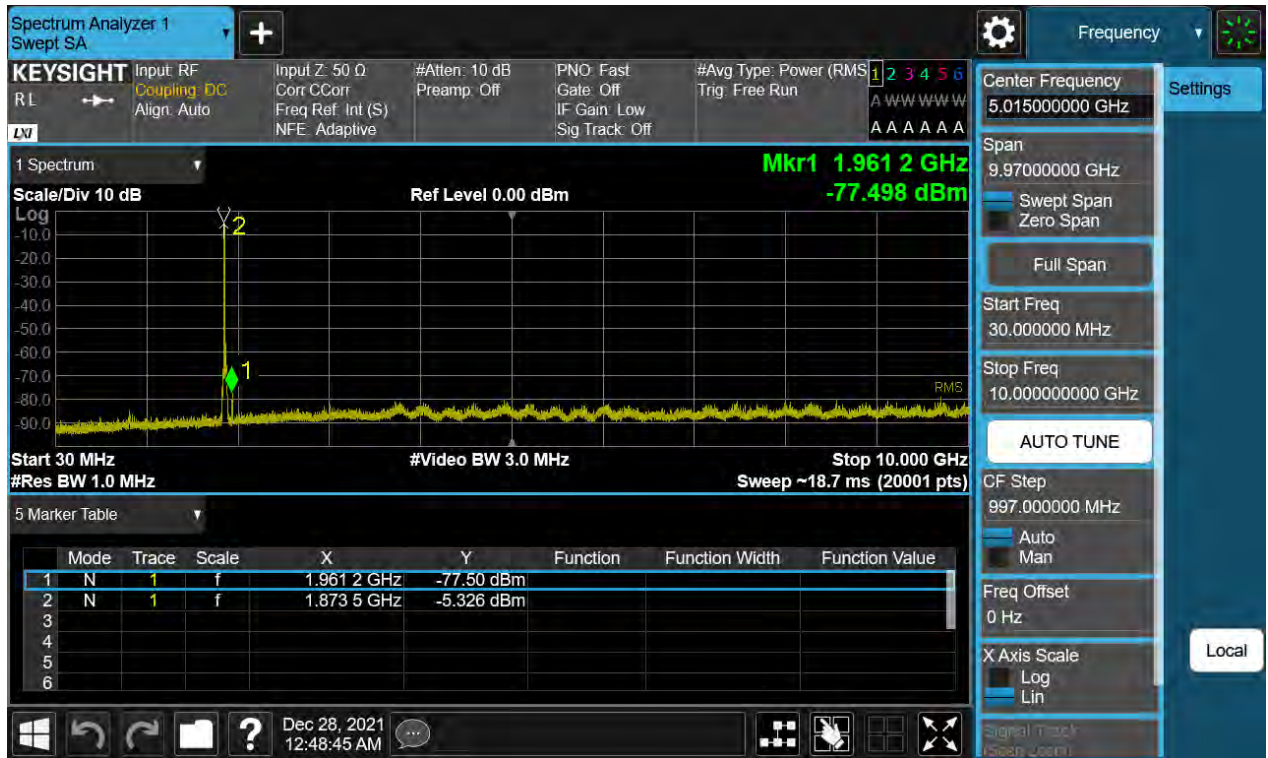 Spectrum Analyzer 1
Swept SA
+
Frequency
KEYSIGHT
RL
LXI
Input: RF
Coupling: DC
Align: Auto
Input Z: 50 Ω
Corr CCorr
Freq Ref: Int (S)
NFE: Adaptive
#Atten: 10 dB
Preamp: Off
PNO: Fast
Gate: Off
IF Gain: Low
Sig Track: Off
#Avg Type: Power (RMS
Trig: Free Run
1 2 3 4 5 6
A W W W W W
A A A A A A
1 Spectrum
Mkr1 1.961 2 GHz
Scale/Div 10 dB
Ref Level 0.00 dBm
-77.498 dBm
Log
2
-10.0
-20.0
-30.0
-40.0
-50.0
-60.0
1
-70.0
RMS
-80.0
-90.0
Start 30 MHz
#Video BW 3.0 MHz
Stop 10.000 GHz
#Res BW 1.0 MHz
Sweep ~18.7 ms (20001 pts)
5 Marker Table
Mode Trace Scale X Y Function Function Width Function Value
1 N 1 f 1.961 2 GHz -77.50 dBm
2 N 1 f 1.873 5 GHz -5.326 dBm
3
4
5
6
?
Dec 28, 2021
12:48:45 AM
Center Frequency
5.015000000 GHz
Settings
Span
9.97000000 GHz
Swept Span
Zero Span
Full Span
Start Freq
30.000000 MHz
Stop Freq
10.000000000 GHz
AUTO TUNE
CF Step
997.000000 MHz
Auto
Man
Freq Offset
0 Hz
X Axis Scale
Log
Lin
Local
Signal Track
(Span Zoom)